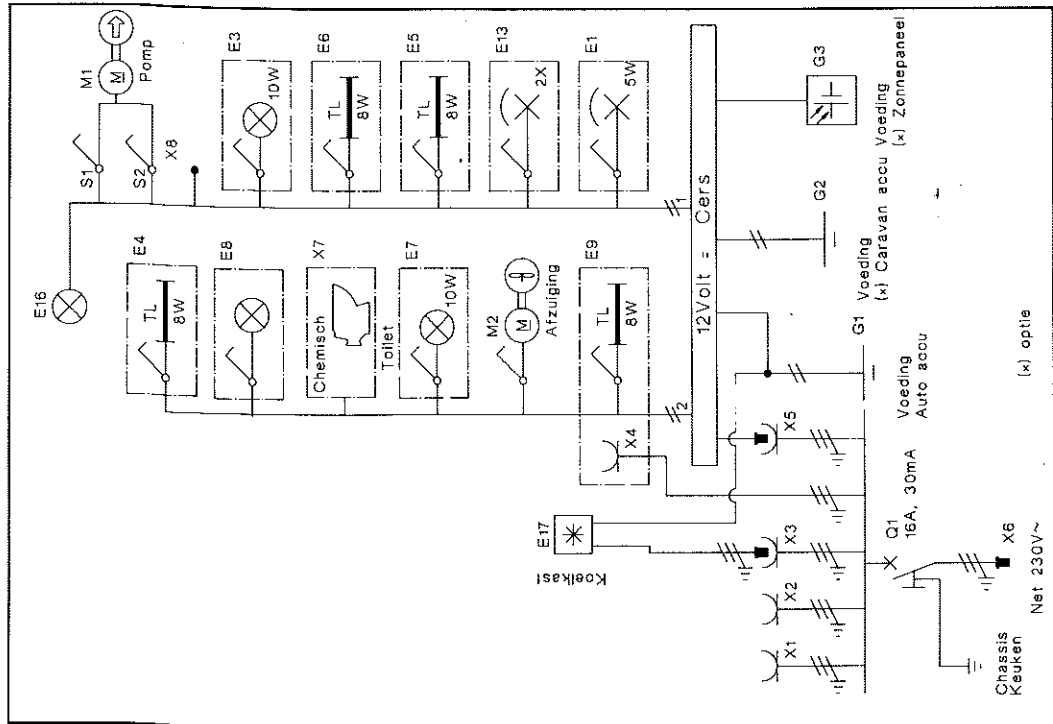 E16
M1
M
Pomp
S1
S2
X8
E3
10W
E6
TL
8W
E5
TL
8W
E13
2X
E1
5W
1
E4
TL
8W
E8
X7
Chemisch
Toilet
E7
10W
M2
M
Afzuiging
E9
TL
8W
X4
2
12Volt = Cers
G3
Voeding
(x) Zonnepaneel
G2
Voeding
(x) Caravan accu
G1
Voeding
Auto accu
(x) optie
E17
Koelkast
X5
X3
X2
X1
Q1
16A, 30mA
X6
Net 230V~
Chassis
Keuken